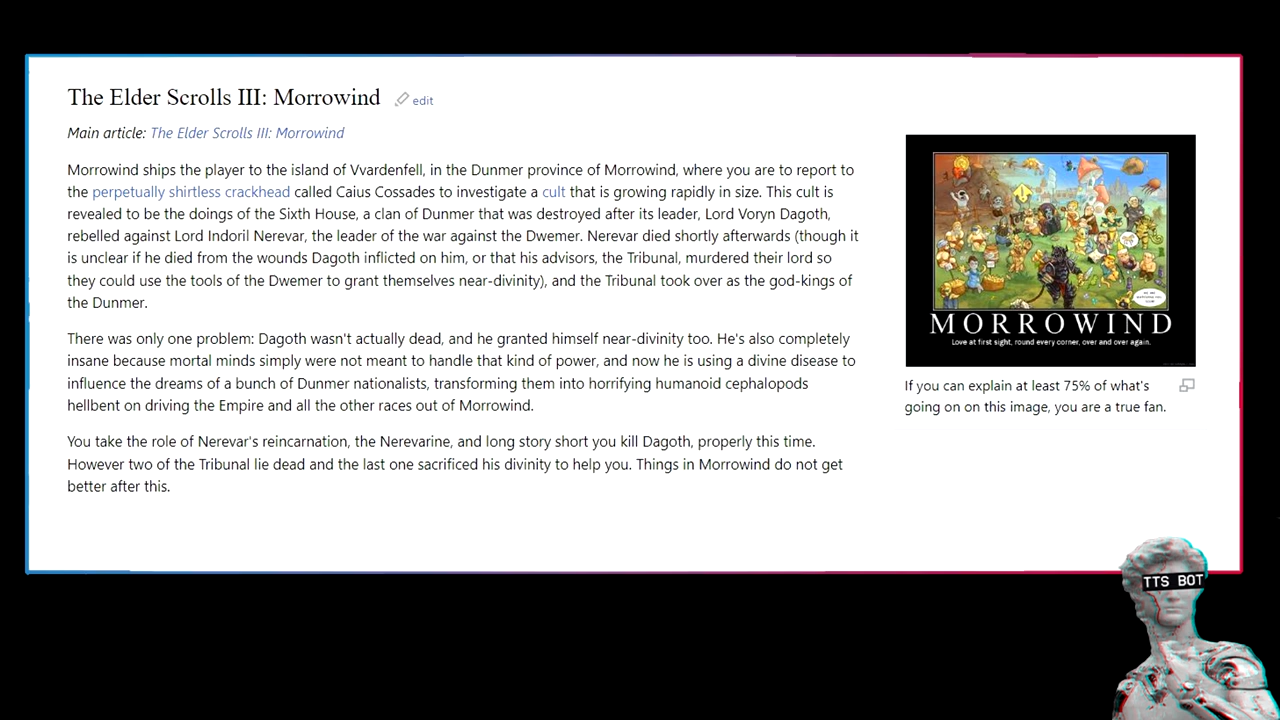 The Elder Scrolls III: Morrowind edit
Main article: The Elder Scrolls III: Morrowind
Morrowind ships the player to the island of Vvardenfell, in the Dunmer province of Morrowind, where you are to report to
the perpetually shirtless crackhead called Caius Cossades to investigate a cult that is growing rapidly in size. This cult is
revealed to be the doings of the Sixth House, a clan of Dunmer that was destroyed after its leader, Lord Voryn Dagoth,
rebelled against Lord Indoril Nerevar, the leader of the war against the Dwemer. Nerevar died shortly afterwards (though it
is unclear if he died from the wounds Dagoth inflicted on him, or that his advisors, the Tribunal, murdered their lord so
they could use the tools of the Dwemer to grant themselves near-divinity), and the Tribunal took over as the god-kings of
the Dunmer.
There was only one problem: Dagoth wasn't actually dead, and he granted himself near-divinity too. He's also completely
insane because mortal minds simply were not meant to handle that kind of power, and now he is using a divine disease to
influence the dreams of a bunch of Dunmer nationalists, transforming them into horrifying humanoid cephalopods
hellbent on driving the Empire and all the other races out of Morrowind.
You take the role of Nerevar's reincarnation, the Nerevarine, and long story short you kill Dagoth, properly this time.
However two of the Tribunal lie dead and the last one sacrificed his divinity to help you. Things in Morrowind do not get
better after this.
MORROWIND
Love at first sight, round every corner, over and over again.
If you can explain at least 75% of what's
going on on this image, you are a true fan.
TTS BOT